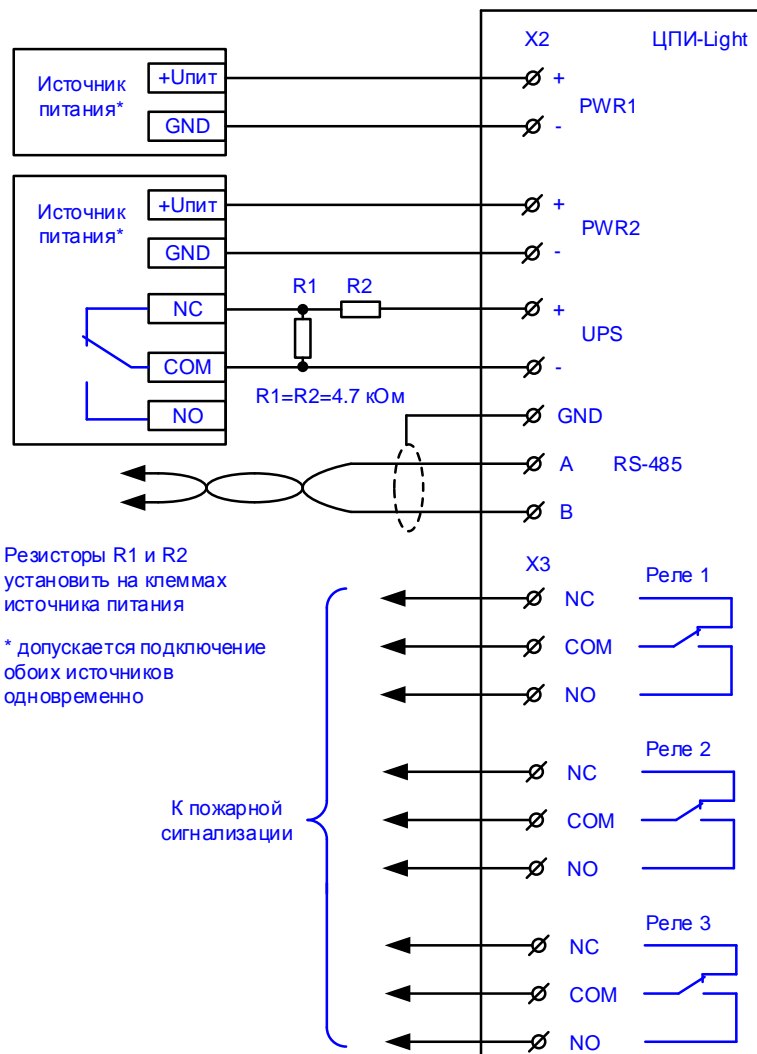 X2
ЦПИ-Light
Источник
питания*
+Uпит
GND
+
PWR1
-
Источник
питания*
+Uпит
GND
NC
COM
NO
+
PWR2
-
R1
R2
R1=R2=4.7 кОм
+
UPS
-
GND
A
RS-485
B
Резисторы R1 и R2
установить на клеммах
источника питания
* допускается подключение
обоих источников
одновременно
К пожарной
сигнализации
X3
Реле 1
NC
COM
NO
Реле 2
NC
COM
NO
Реле 3
NC
COM
NO